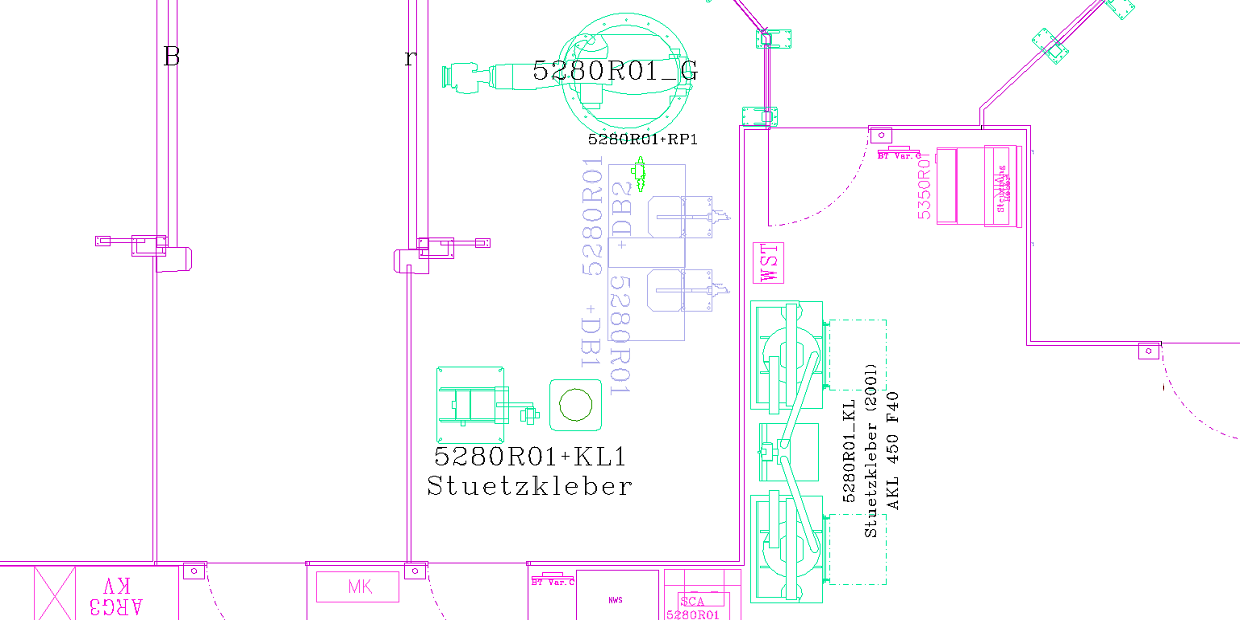 B
r
5280R01_G
5280R01+RP1
BT Var.C
5350R01
5280R01
+DB2
WST
5280R01
+DB1
5280R01+KL1
Stuetzkleber
5280R01_KL
Stuetzkleber (2001)
AKL 450 F40
KV
ARG3
MK
BT Var.C
NWS
SCA
5280R01